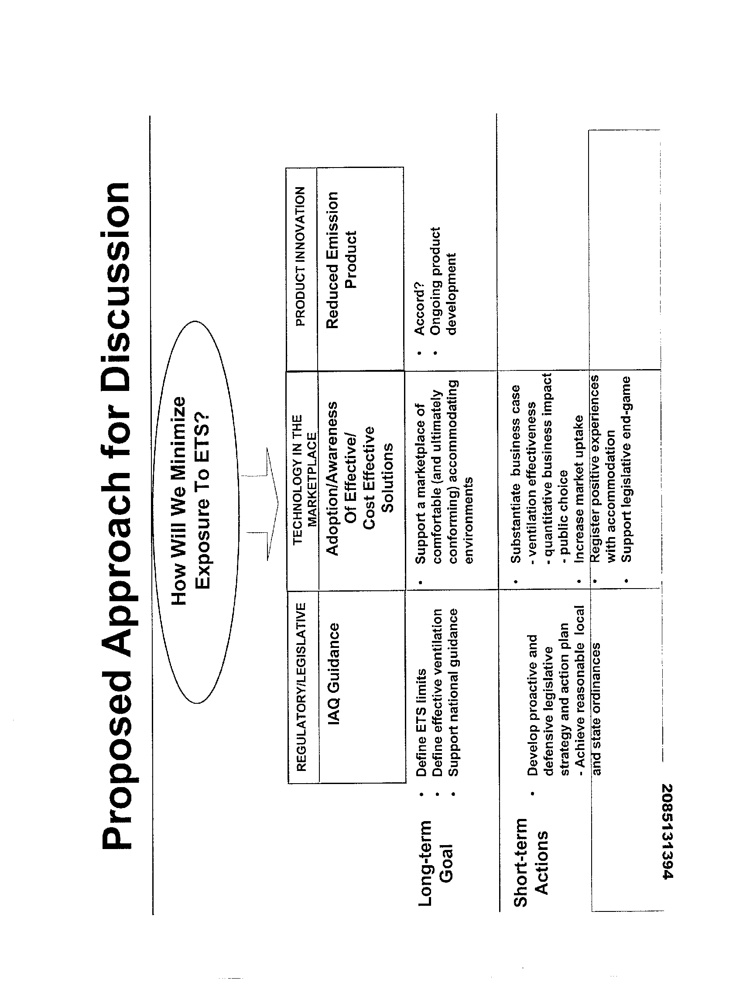 Proposed Approach for Discussion
How Will We Minimize
Exposure To ETS?
REGULATORY/LEGISLATIVE
IAQ Guidance
TECHNOLOGY IN THE
MARKETPLACE
Adoption/Awareness
Of Effective/
Cost Effective
Solutions
PRODUCT INNOVATION
Reduced Emission
Product
Long-term
Goal
• Define ETS limits
• Define effective ventilation
• Support national guidance
• Support a marketplace of
comfortable (and ultimately
conforming) accommodating
environments
• Accord?
• Ongoing product
development
Short-term
Actions
• Develop proactive and
defensive legislative
strategy and action plan
- Achieve reasonable local
and state ordinances
• Substantiate business case
- ventilation effectiveness
- quantitative business impact
- public choice
• Increase market uptake
• Register positive experiences
with accommodation
• Support legislative end-game
2085131394